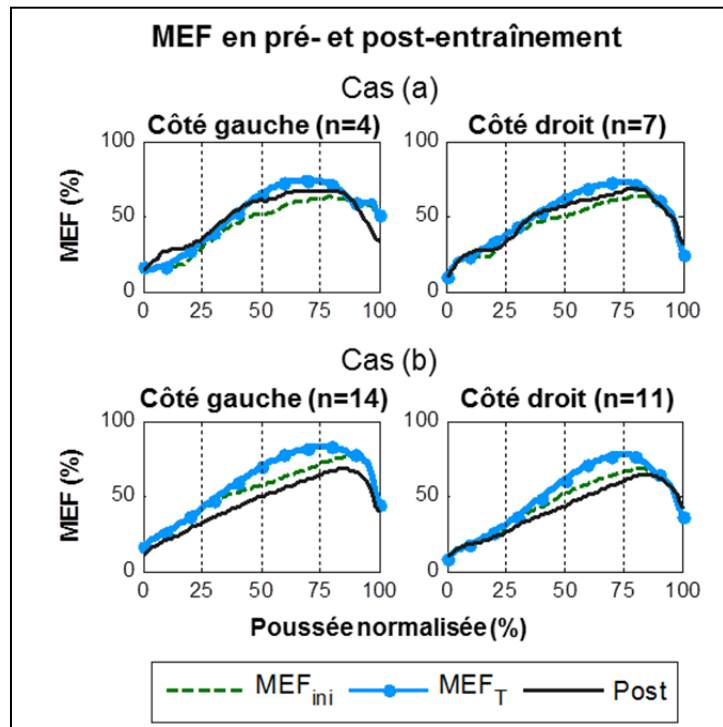 MEF en pré- et post-entraînement
Cas (a)
Côté gauche (n=4) Côté droit (n=7)
100 100
MEF (%)
50 50
0 0
0 25 50 75 100 0 25 50 75 100
Cas (b)
Côté gauche (n=14) Côté droit (n=11)
100 100
MEF (%)
50 50
0 0
0 25 50 75 100 0 25 50 75 100
Poussée normalisée (%)
MEF_ini MEF_T Post